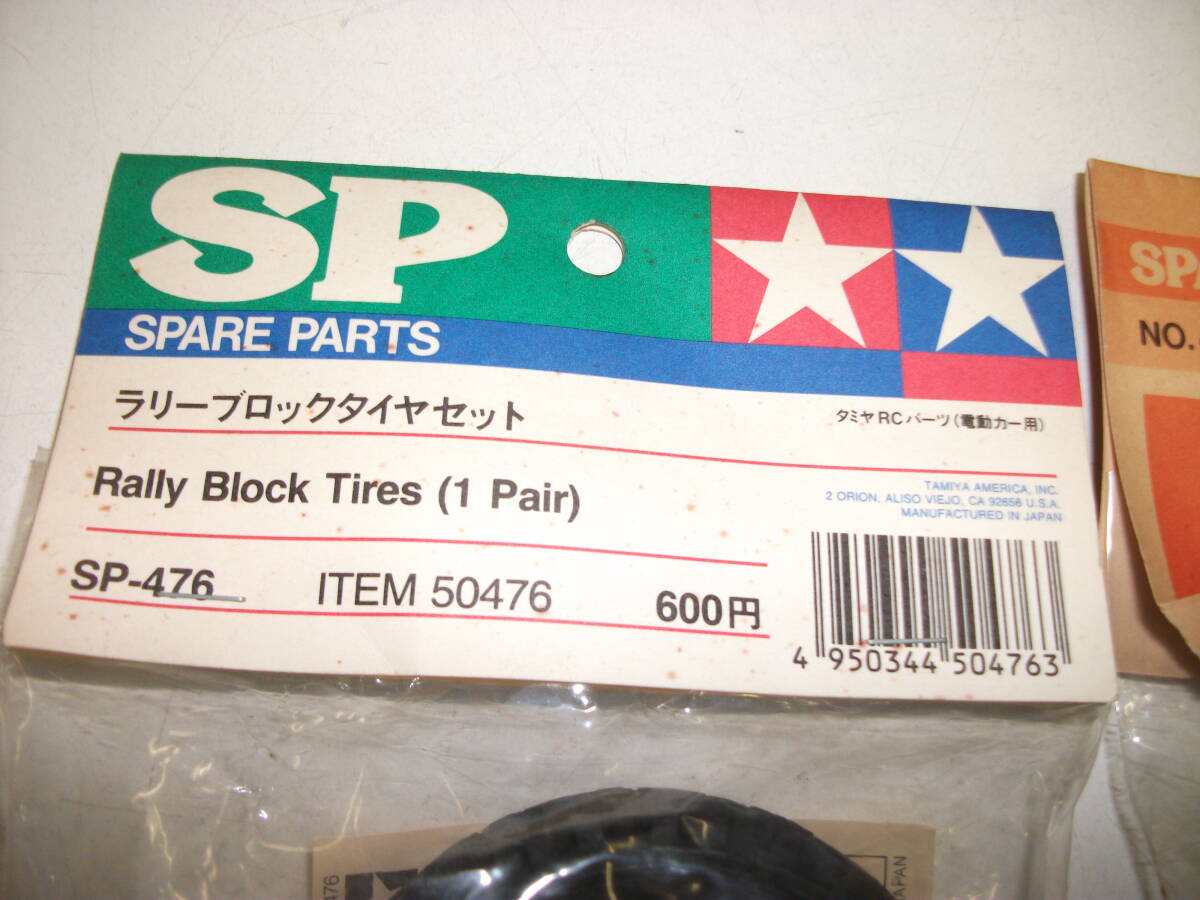 SP
SPARE PARTS
ラリーブロックタイヤセット
タミヤRCパーツ(電動カー用)
Rally Block Tires (1 Pair)
TAMIYA AMERICA, INC.
2 ORION, ALISO VIEJO, CA 92656 U.S.A.
MANUFACTURED IN JAPAN
SP-476
ITEM 50476
600円
4 950344 504763
NO.
476
JAPAN